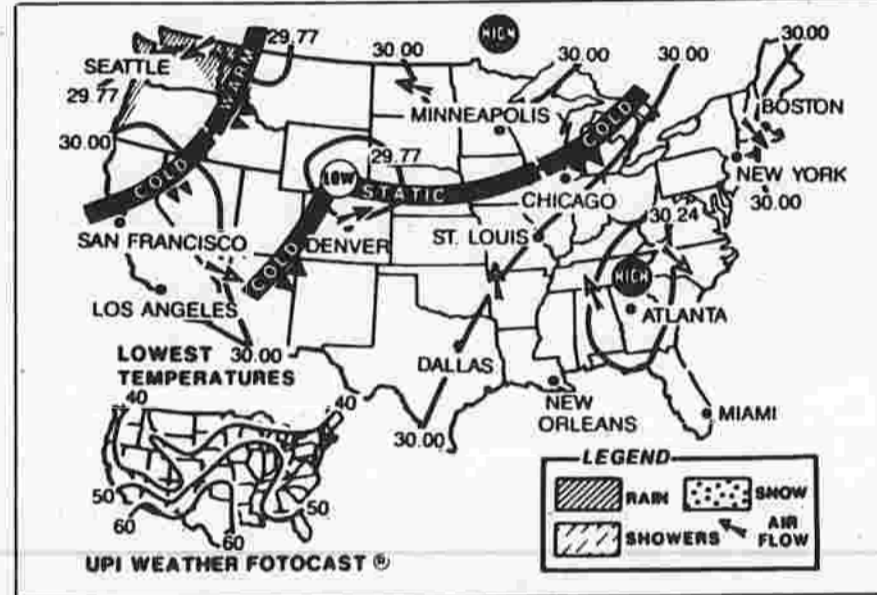 HIGH
29.77
30.00
30.00
30.00
SEATTLE
WARM
29.77
MINNEAPOLIS
COLD
BOSTON
30.00
COLD
29.77
LOW
STATIC
NEW YORK
30.00
CHICAGO
30.24
SAN FRANCISCO
DENVER
ST. LOUIS
COLD
HIGH
LOS ANGELES
ATLANTA
30.00
LOWEST
TEMPERATURES
DALLAS
NEW
ORLEANS
MIAMI
30.00
40
40
50
50
60
60
LEGEND
RAIN
SNOW
SHOWERS
AIR
FLOW
UPI WEATHER FOTOCAST ®